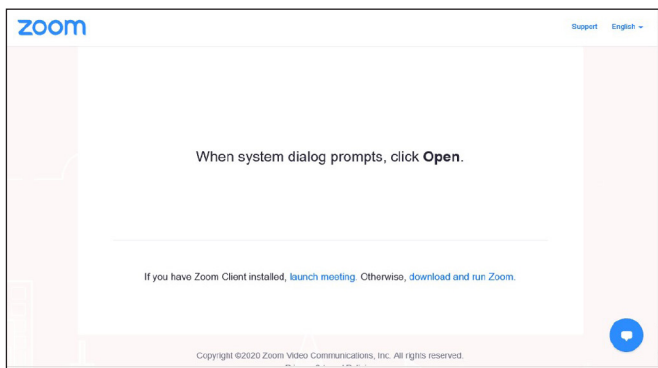 zoom
Support English
When system dialog prompts, click Open.
If you have Zoom Client installed, launch meeting. Otherwise, download and run Zoom.
Copyright ©2020 Zoom Video Communications, Inc. All rights reserved.